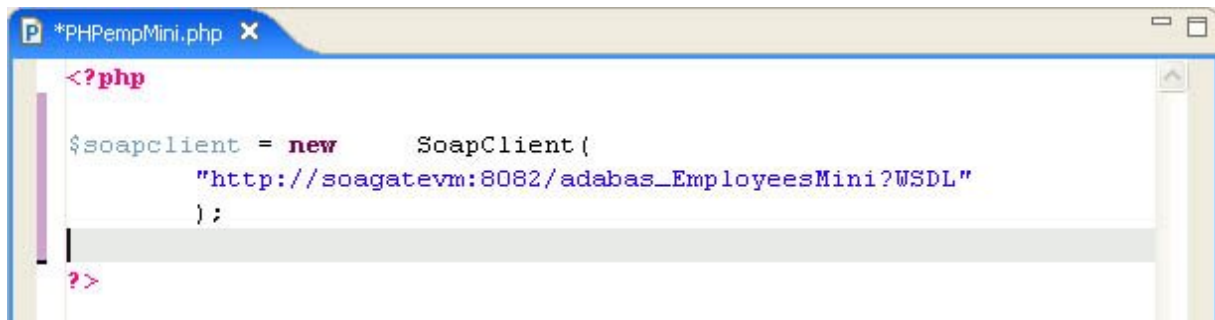 P *PHPempMini.php
<?php
$soapclient = new SoapClient(
"http://soagatevm:8082/adabas_EmployeesMini?WSDL"
);
?>